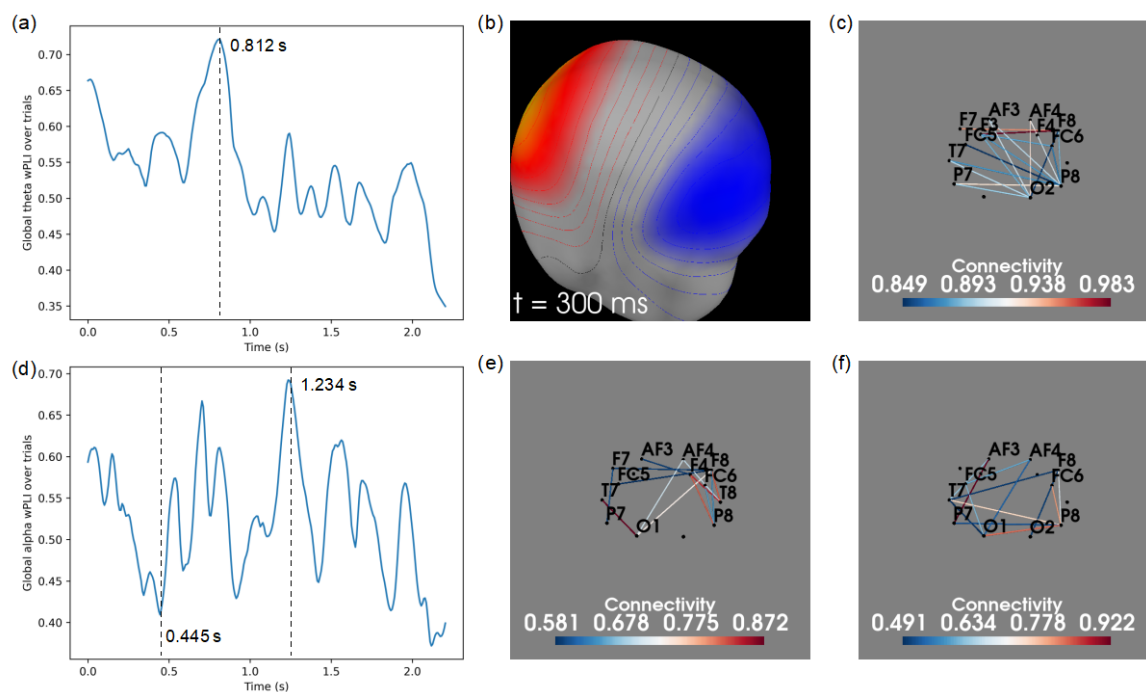 (a)
Global theta wPLI over trials
0.70
0.65
0.60
0.55
0.50
0.45
0.40
0.35
0.812 s
0.0 0.5 1.0 1.5 2.0
Time (s)
(b)
t = 300 ms
(c)
AF3 AF4
F7 F3 F4 F8
FC5 FC6
T7
P7 P8
O2
Connectivity
0.849 0.893 0.938 0.983
(d)
Global alpha wPLI over trials
0.70
0.65
0.60
0.55
0.50
0.45
0.40
1.234 s
0.445 s
0.0 0.5 1.0 1.5 2.0
Time (s)
(e)
AF3 AF4
F7 F4 F8
FC5 FC6
T7 T8
P7 P8
O1
Connectivity
0.581 0.678 0.775 0.872
(f)
AF3 AF4
F8
FC5 FC6
T7
P7 P8
O1 O2
Connectivity
0.491 0.634 0.778 0.922